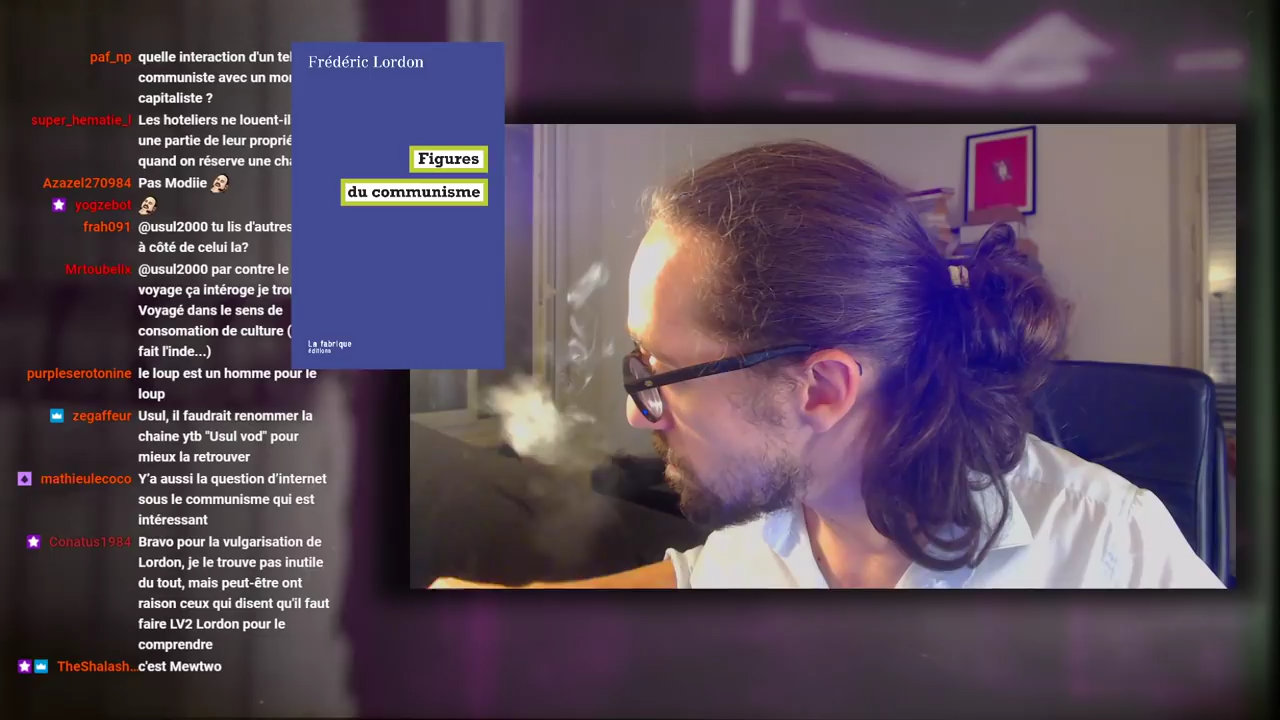 paf_np quelle interaction d'un tel
communiste avec un mon
capitaliste ?
super_hematie_l Les hoteliers ne louent-il
une partie de leur proprié
quand on réserve une cha
Azazel270984 Pas Modiie
yogzebot
frah091 @usul2000 tu lis d'autres
à côté de celui la?
Mrtoubelix @usul2000 par contre le
voyage ça intéroge je trou
Voyagé dans le sens de
consomation de culture (
fait l'inde...)
purpleserotonine le loup est un homme pour le
loup
zegaffeur Usul, il faudrait renommer la
chaine ytb "Usul vod" pour
mieux la retrouver
mathieulecoco Y'a aussi la question d'internet
sous le communisme qui est
intéressant
Conatus1984 Bravo pour la vulgarisation de
Lordon, je le trouve pas inutile
du tout, mais peut-être ont
raison ceux qui disent qu'il faut
faire LV2 Lordon pour le
comprendre
TheShalash... c'est Mewtwo
Frédéric Lordon
Figures
du communisme
La fabrique
éditions